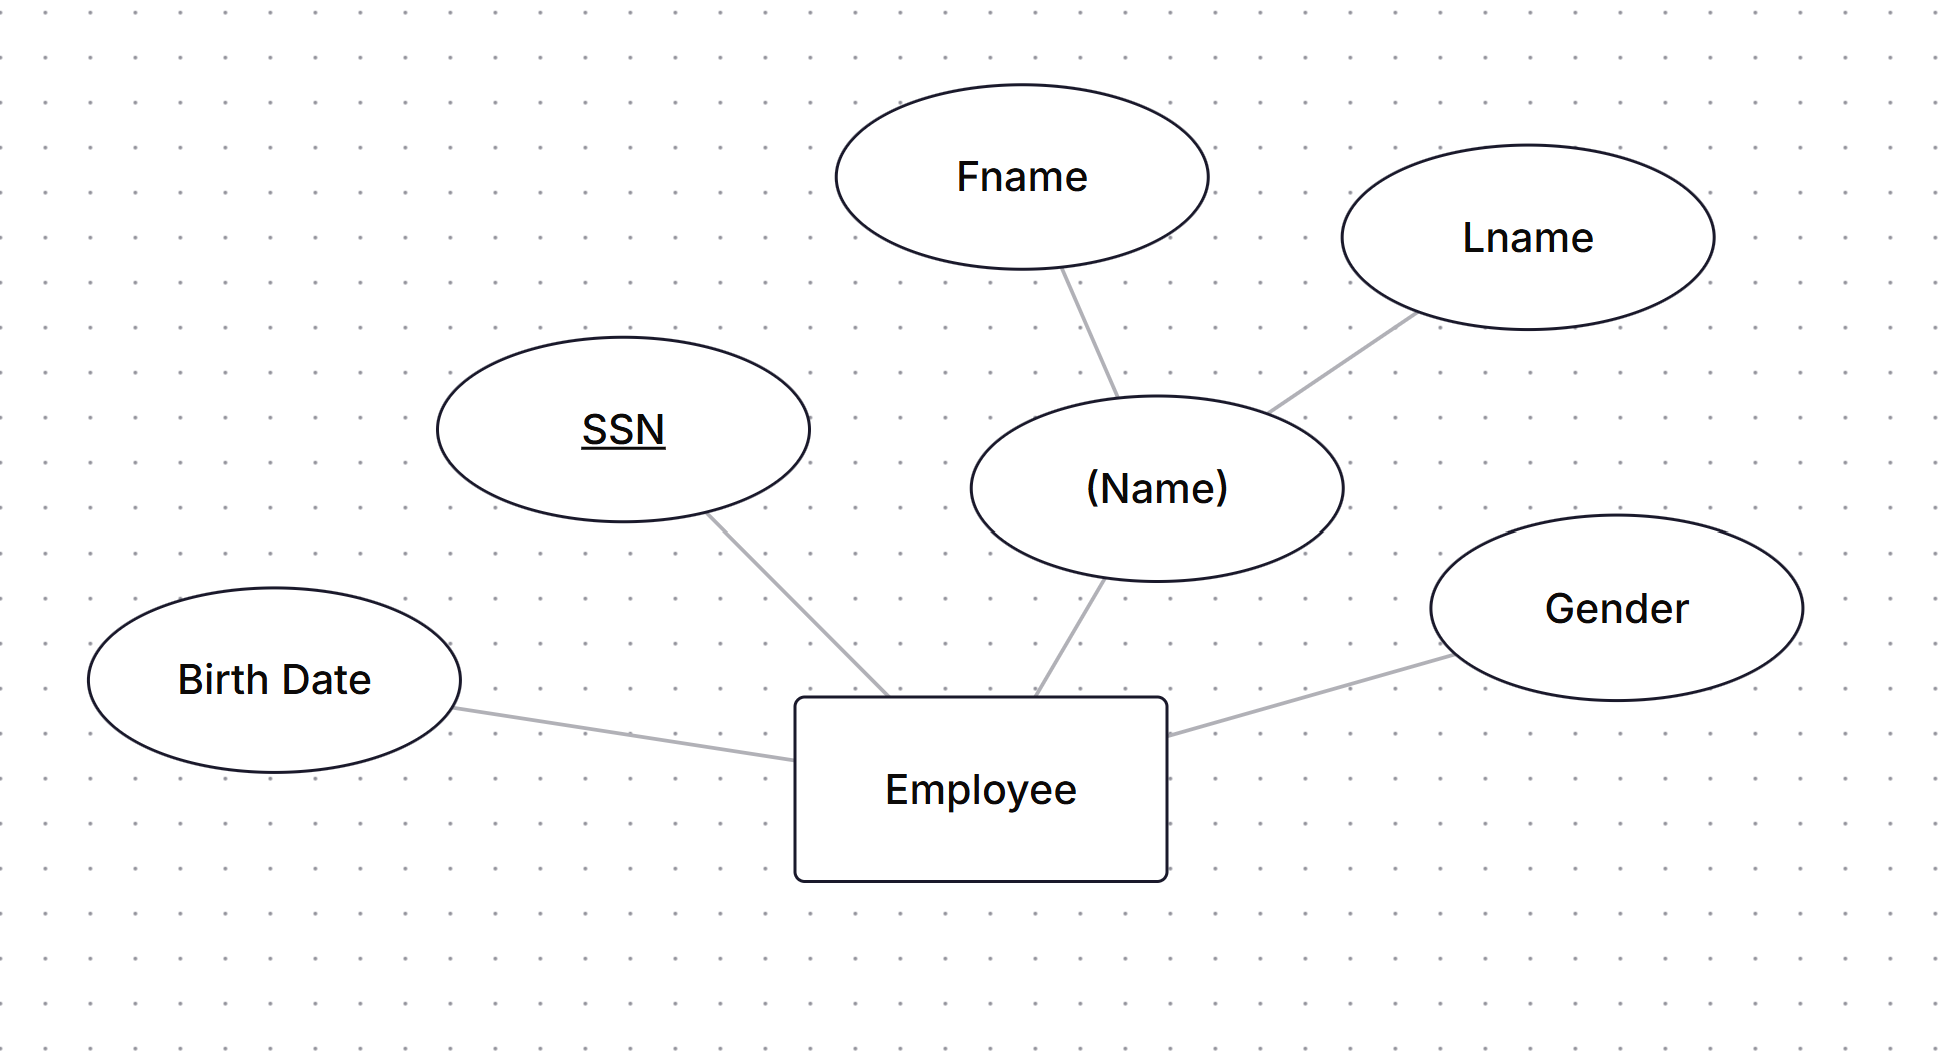 Fname
Lname
SSN
(Name)
Gender
Birth Date
Employee